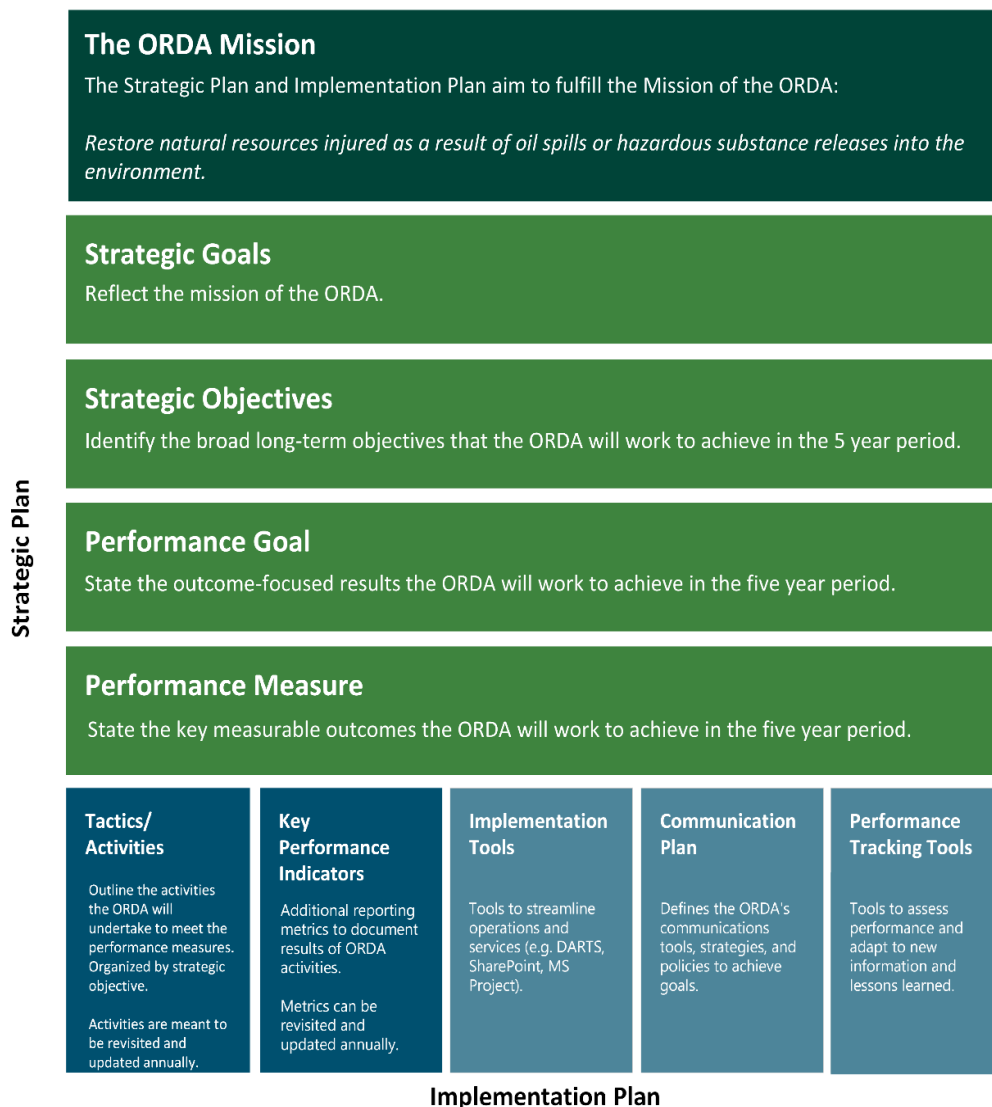 The ORDA Mission
The Strategic Plan and Implementation Plan aim to fulfill the Mission of the ORDA:
Restore natural resources injured as a result of oil spills or hazardous substance releases into the
environment.
Strategic Goals
Reflect the mission of the ORDA.
Strategic Objectives
Identify the broad long-term objectives that the ORDA will work to achieve in the 5 year period.
Performance Goal
State the outcome-focused results the ORDA will work to achieve in the five year period.
Performance Measure
State the key measurable outcomes the ORDA will work to achieve in the five year period.
Strategic Plan
Tactics/
Activities
Outline the activities
the ORDA will
undertake to meet the
performance measures.
Organized by strategic
objective.
Activities are meant to
be revisited and
updated annually.
Key
Performance
Indicators
Additional reporting
metrics to document
results of ORDA
activities.
Metrics can be
revisited and
updated annually.
Implementation
Tools
Tools to streamline
operations and
services (e.g. DARTS,
SharePoint, MS
Project).
Communication
Plan
Defines the ORDA's
communications
tools, strategies, and
policies to achieve
goals.
Performance
Tracking Tools
Tools to assess
performance and
adapt to new
information and
lessons learned.
Implementation Plan